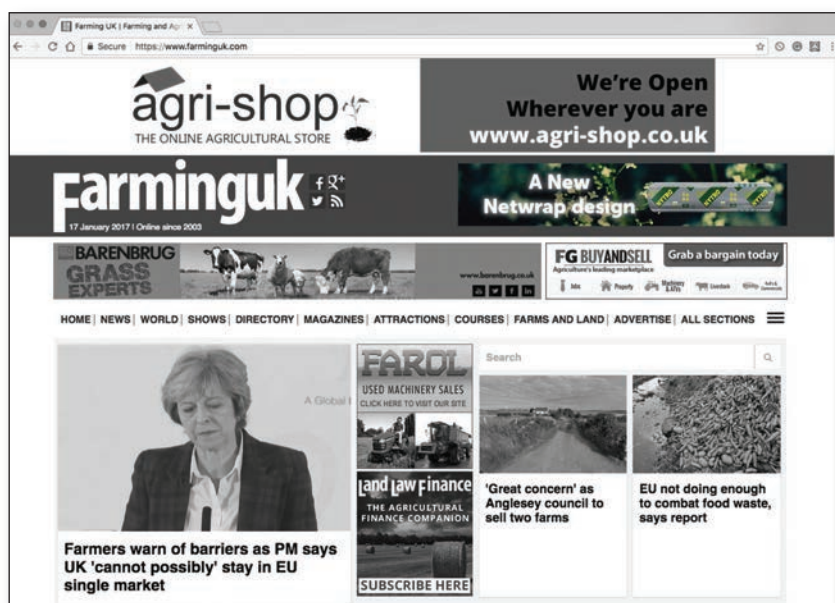 Farming UK | Farming and Agr
Secure https://www.farminguk.com
agri-shop
THE ONLINE AGRICULTURAL STORE
We're Open
Wherever you are
www.agri-shop.co.uk
Farminguk
17 January 2017 | Online since 2003
A New
Netwrap design
BARENBRUG
GRASS
EXPERTS
www.barenbrug.co.uk
FG BUYANDSELL
Grab a bargain today
Agriculture's leading marketplace
Jobs Property Machinery & ATVs Livestock
HOME | NEWS | WORLD | SHOWS | DIRECTORY | MAGAZINES | ATTRACTIONS | COURSES | FARMS AND LAND | ADVERTISE | ALL SECTIONS
A Global
Farmers warn of barriers as PM says
UK 'cannot possibly' stay in EU
single market
FAROL
USED MACHINERY SALES
CLICK HERE TO VISIT OUR SITE
Land Law Finance
THE AGRICULTURAL
FINANCE COMPANION
SUBSCRIBE HERE
Search
'Great concern' as
Anglesey council to
sell two farms
EU not doing enough
to combat food waste,
says report